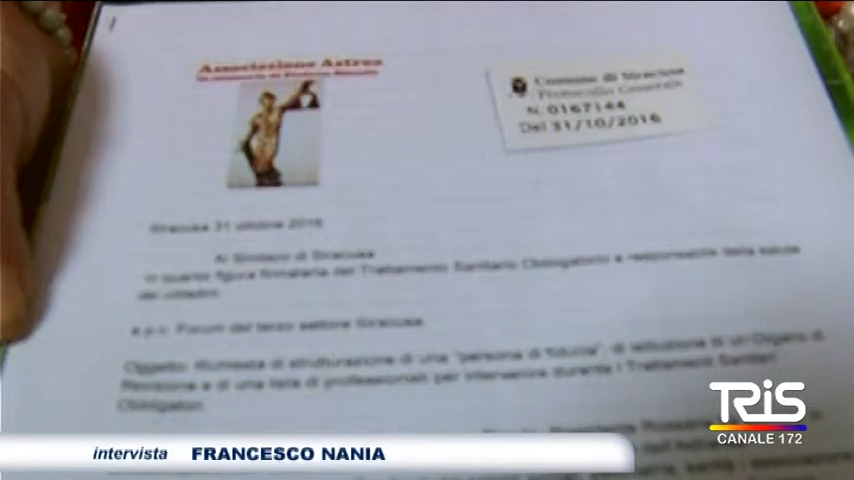 Associazione Astrea
Comune di Siracusa
Protocollo Generale
N. 0167144
Del 31/10/2016
Siracusa 31 ottobre 2016
Al Sindaco di Siracusa
in quanto figura firmataria del Trattamento Sanitario Obbligatorio e responsabile della salute
dei cittadini
e p.c. Forum del terzo settore Siracusa
Oggetto: Richiesta di strutturazione di una "persona di fiducia", di istituzione di un Organo di
Revisione e di una lista di professionisti per intervenire durante i Trattamenti Sanitari
Obbligatori
TRIS
CANALE 172
intervista FRANCESCO NANIA